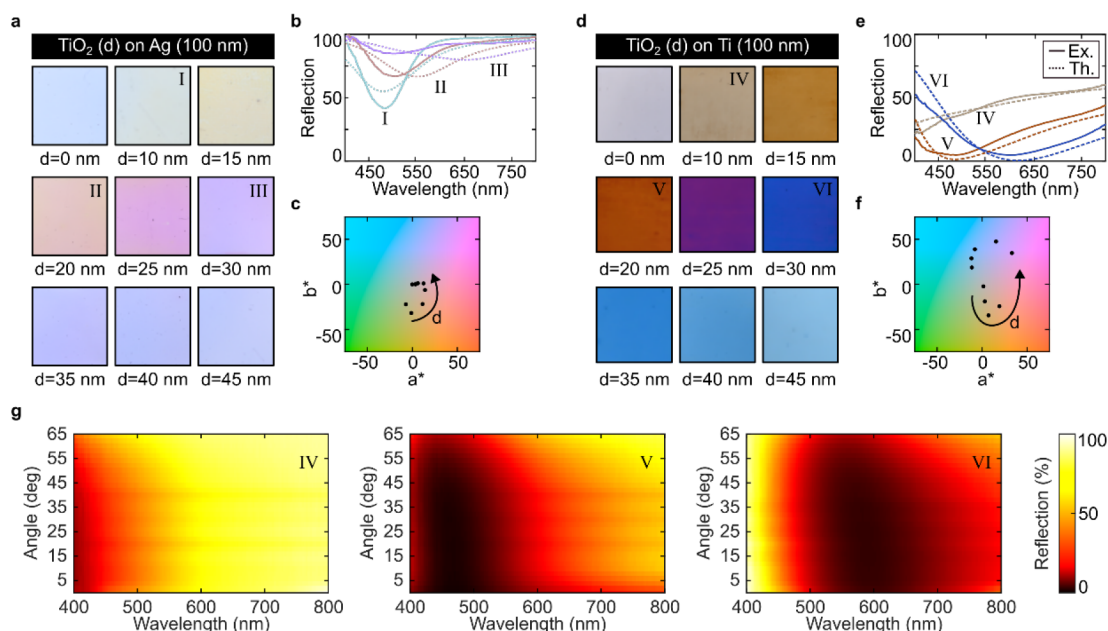 a
TiO2 (d) on Ag (100 nm)
I
d=0 nm d=10 nm d=15 nm
II III
d=20 nm d=25 nm d=30 nm
d=35 nm d=40 nm d=45 nm
b
Reflection
100
50
0
I II III
450 550 650 750
Wavelength (nm)
c
b*
50
0
-50
d
-50 0 50
a*
d
TiO2 (d) on Ti (100 nm)
IV
d=0 nm d=10 nm d=15 nm
V VI
d=20 nm d=25 nm d=30 nm
d=35 nm d=40 nm d=45 nm
e
Reflection
100
50
0
Ex.
Th.
VI
IV
V
450 550 650 750
Wavelength (nm)
f
b*
50
0
-50
d
-50 0 50
a*
g
Angle (deg)
65
55
45
35
25
15
5
IV
400 500 600 700 800
Wavelength (nm)
Angle (deg)
65
55
45
35
25
15
5
V
400 500 600 700 800
Wavelength (nm)
Angle (deg)
65
55
45
35
25
15
5
VI
400 500 600 700 800
Wavelength (nm)
100
50
0
Reflection (%)